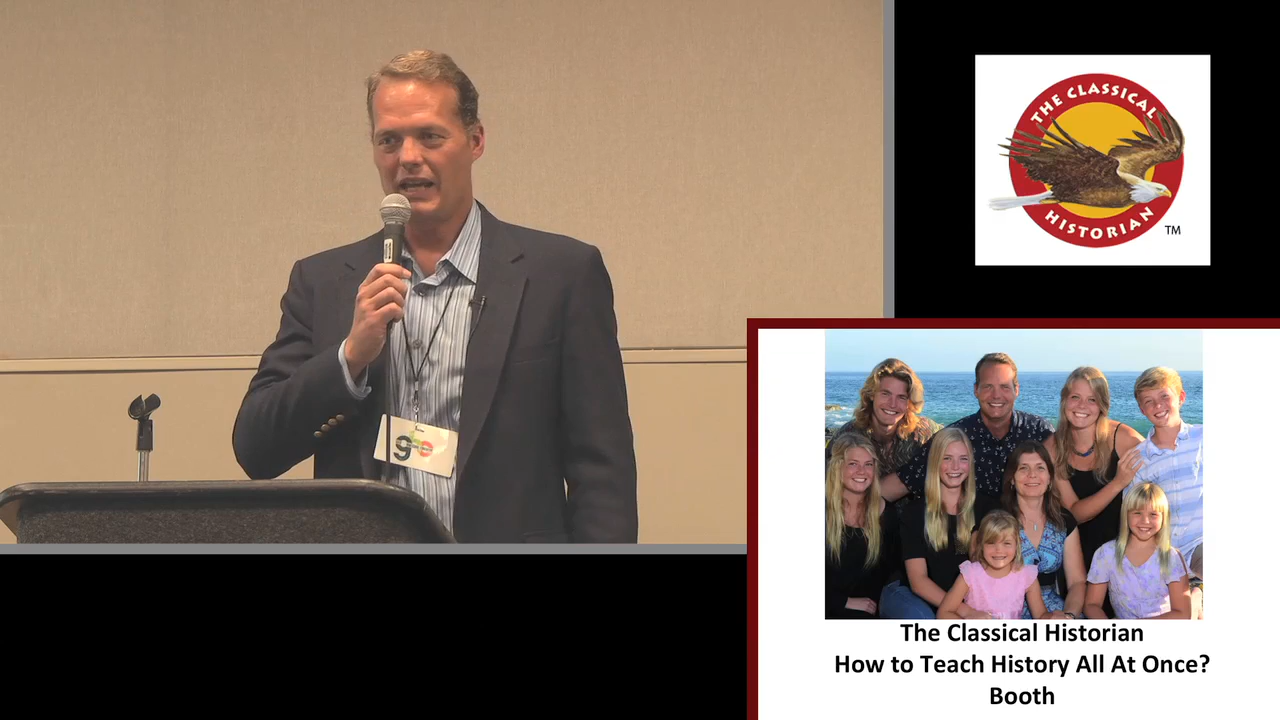 THE CLASSICAL
HISTORIAN
TM
The Classical Historian
How to Teach History All At Once?
Booth